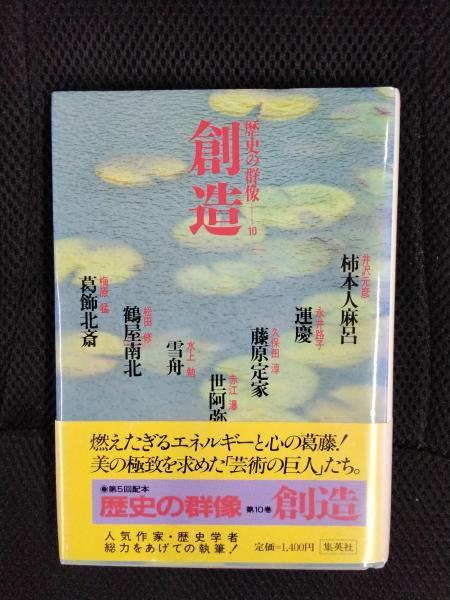 歴史の群像—10
創造
井沢元彦
柿本人麻呂
永井路子
運慶
久保田 淳
藤原定家
赤江 瀑
世阿弥
水上 勉
雪舟
松田 修
鶴屋南北
梅原 猛
葛飾北斎
燃えたぎるエネルギーと心の葛藤!
美の極致を求めた「芸術の巨人」たち。
●第5回配本
歴史の群像 第10巻 創造
人気作家・歴史学者
総力をあげての執筆!
定価=1,400円 集英社